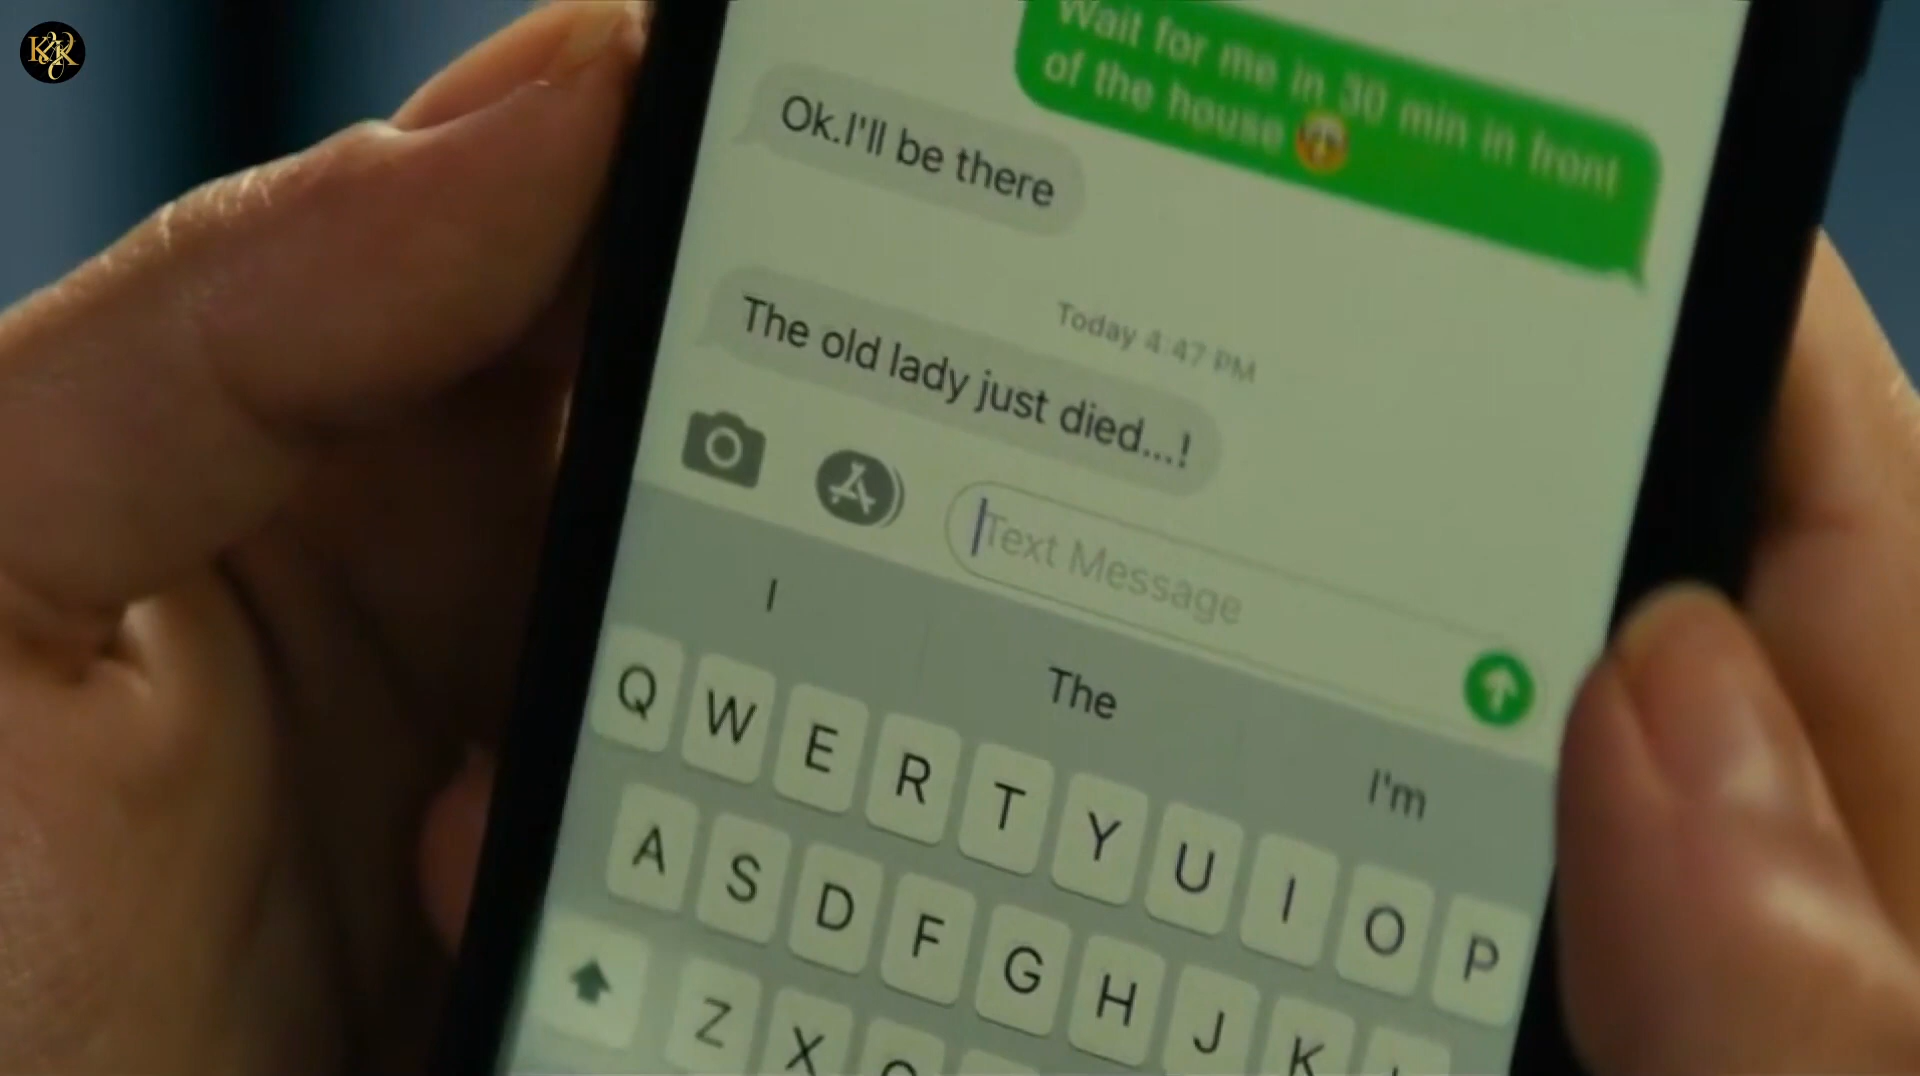 Wait for me in 30 min in front
of the house
Ok.I'll be there
Today 4:47 PM
The old lady just died...!
Text Message
I
The
I'm
Q W E R T Y U I O P
A S D F G H J K
Z X